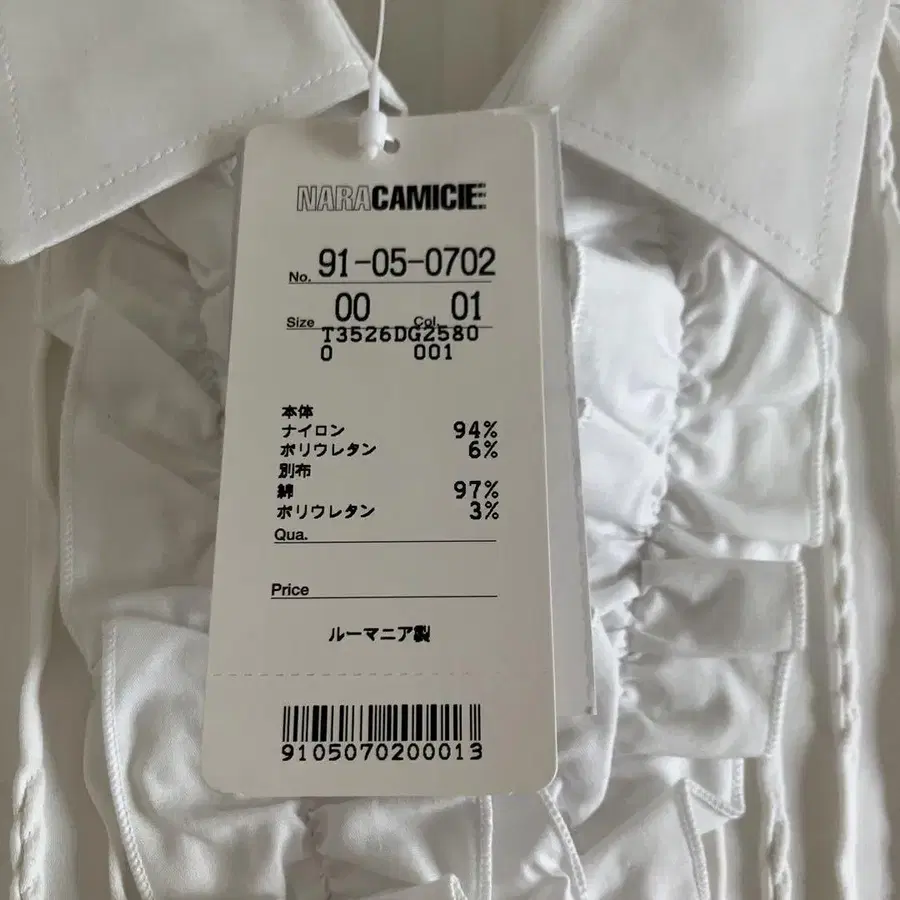 NARACAMICIE
No. 91-05-0702
Size 00 Col. 01
T3526DG2580
0 001
本体
ナイロン 94%
ポリウレタン 6%
別布
綿 97%
ポリウレタン 3%
Qua.
Price
ルーマニア製
9105070200013